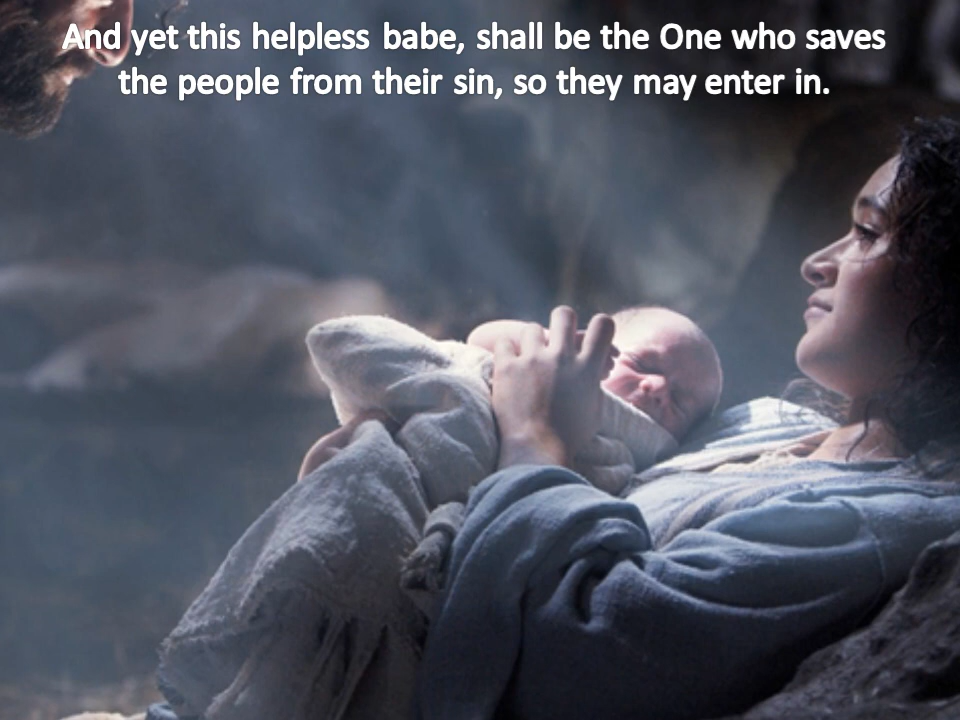 And yet this helpless babe, shall be the One who saves
the people from their sin, so they may enter in.